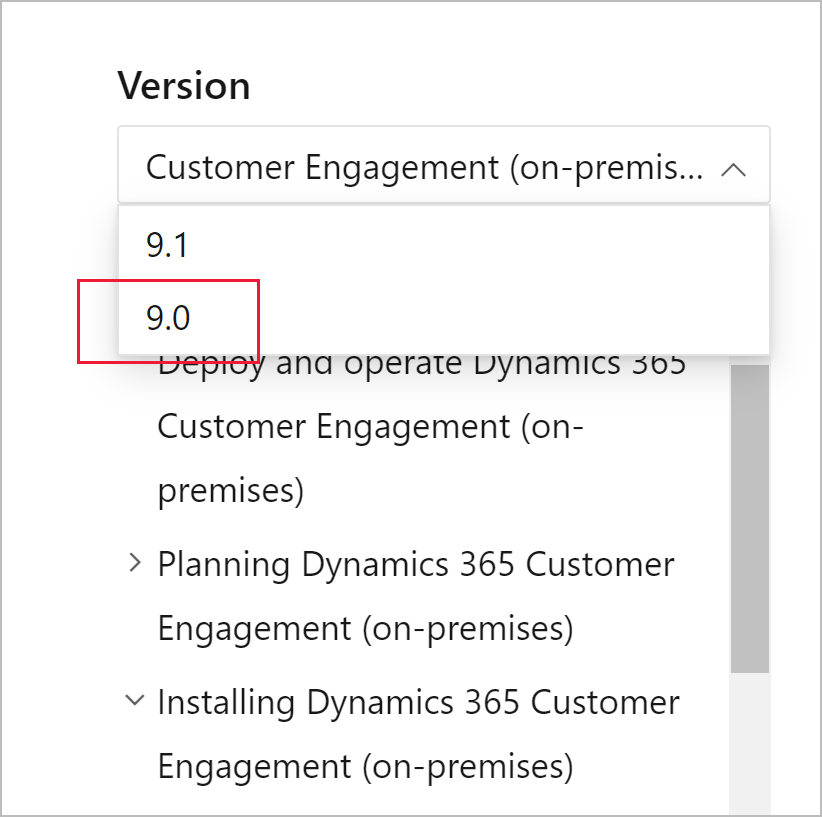 Version
Customer Engagement (on-premis...
9.1
9.0
Deploy and operate Dynamics 365
Customer Engagement (on-
premises)
Planning Dynamics 365 Customer
Engagement (on-premises)
Installing Dynamics 365 Customer
Engagement (on-premises)